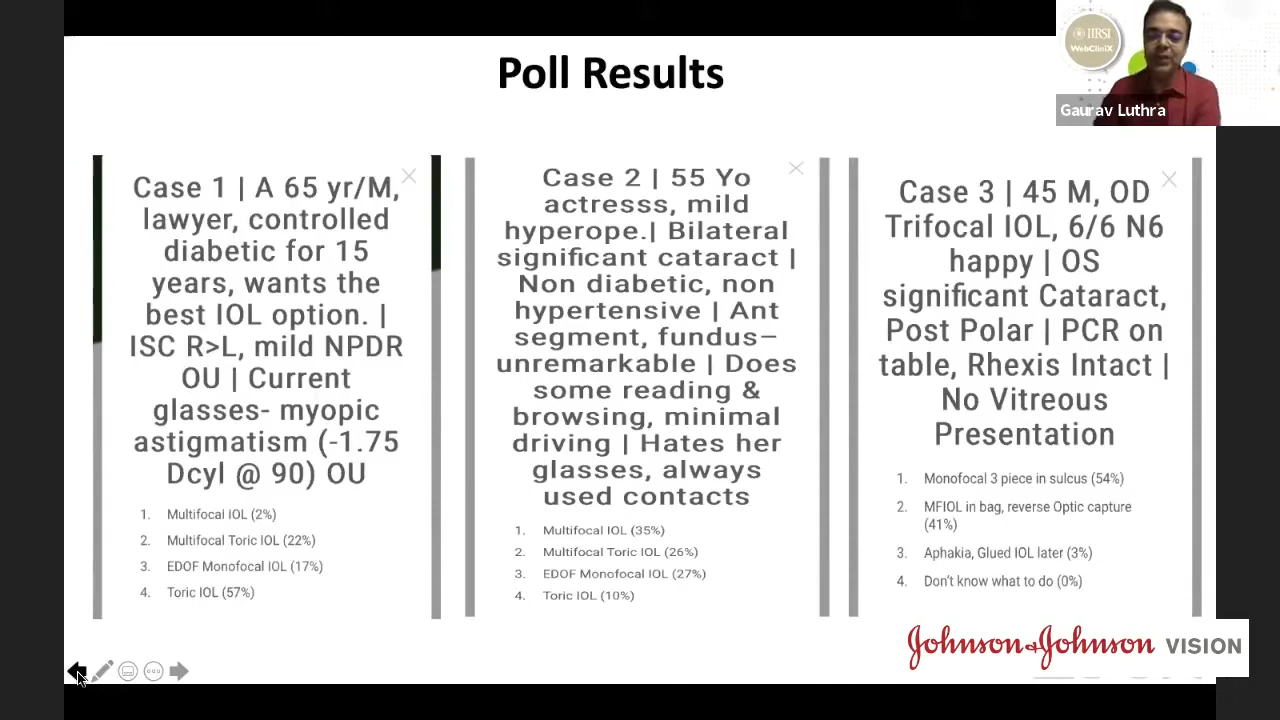 Poll Results
IIRSI
WebCliniX
Gaurav Luthra
Case 1 | A 65 yr/M,
lawyer, controlled
diabetic for 15
years, wants the
best IOL option. |
ISC R>L, mild NPDR
OU | Current
glasses- myopic
astigmatism (-1.75
Dcyl @ 90) OU
1. Multifocal IOL (2%)
2. Multifocal Toric IOL (22%)
3. EDOF Monofocal IOL (17%)
4. Toric IOL (57%)
Case 2 | 55 Yo
actresss, mild
hyperope.| Bilateral
significant cataract |
Non diabetic, non
hypertensive | Ant
segment, fundus–
unremarkable | Does
some reading &
browsing, minimal
driving | Hates her
glasses, always
used contacts
1. Multifocal IOL (35%)
2. Multifocal Toric IOL (26%)
3. EDOF Monofocal IOL (27%)
4. Toric IOL (10%)
Case 3 | 45 M, OD
Trifocal IOL, 6/6 N6
happy | OS
significant Cataract,
Post Polar | PCR on
table, Rhexis Intact |
No Vitreous
Presentation
1. Monofocal 3 piece in sulcus (54%)
2. MFIOL in bag, reverse Optic capture
(41%)
3. Aphakia, Glued IOL later (3%)
4. Don't know what to do (0%)
Johnson&Johnson VISION